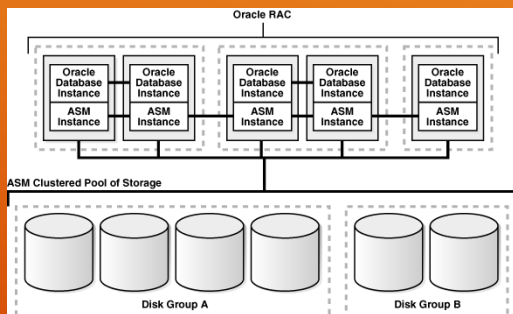 Oracle RAC
Oracle
Database
Instance
ASM
Instance
Oracle
Database
Instance
ASM
Instance
Oracle
Database
Instance
ASM
Instance
Oracle
Database
Instance
ASM
Instance
Oracle
Database
Instance
ASM
Instance
ASM Clustered Pool of Storage
Disk Group A
Disk Group B